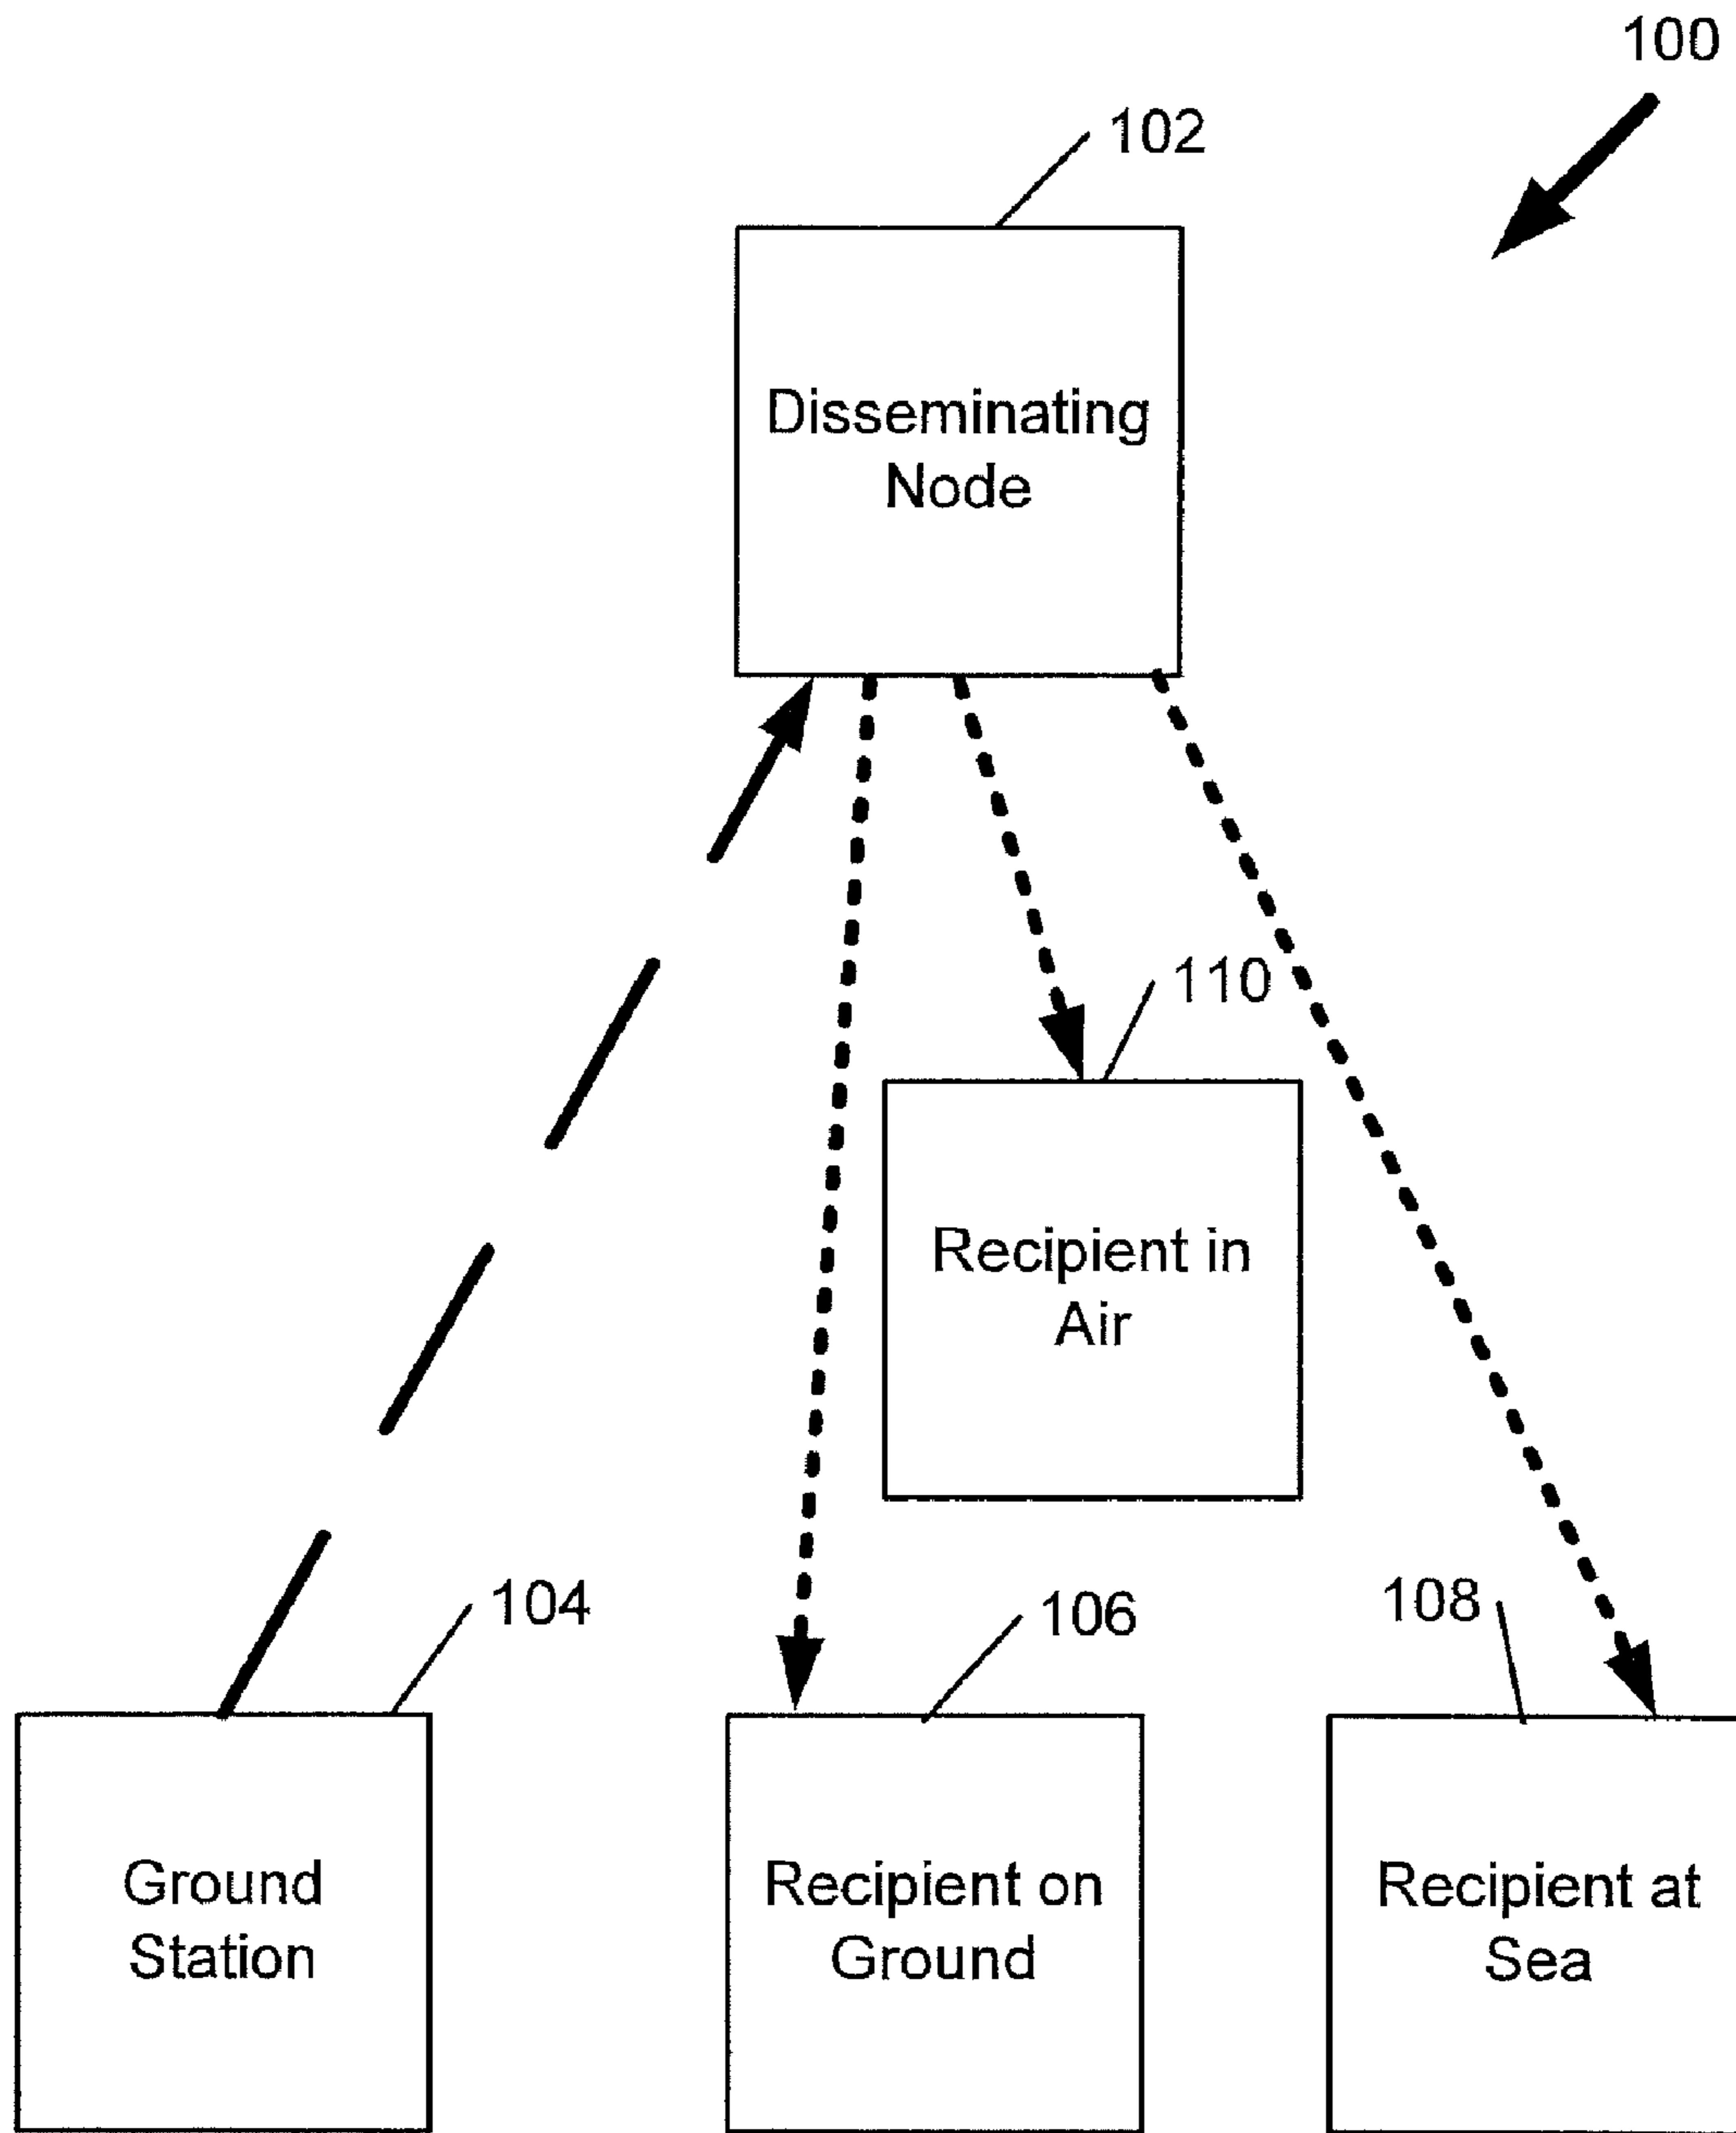 100
102
Disseminating
Node
110
Recipient in
Air
104
106
108
Ground
Station
Recipient on
Ground
Recipient at
Sea